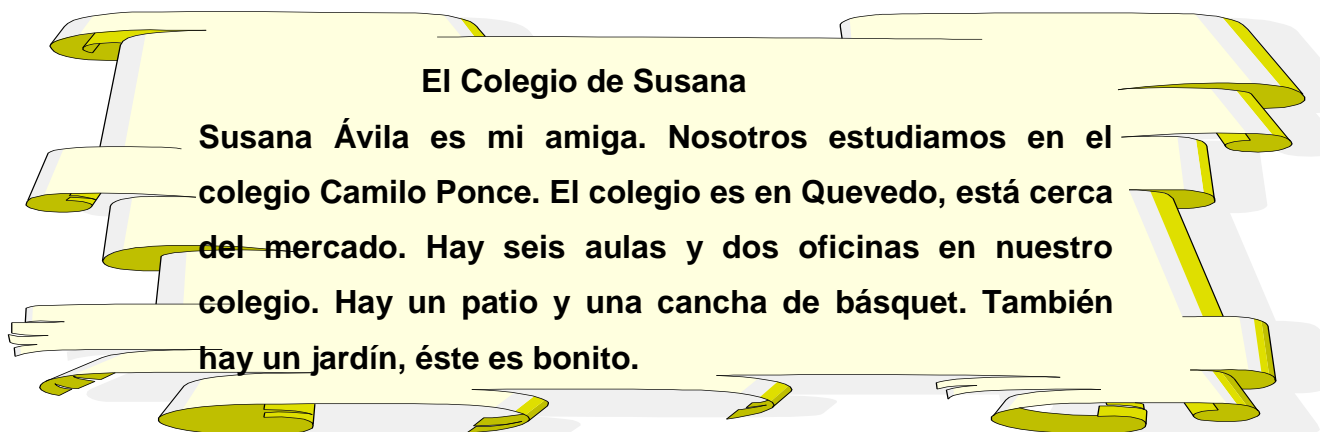 El Colegio de Susana
Susana Ávila es mi amiga. Nosotros estudiamos en el
colegio Camilo Ponce. El colegio es en Quevedo, está cerca
del mercado. Hay seis aulas y dos oficinas en nuestro
colegio. Hay un patio y una cancha de básquet. También
hay un jardín, éste es bonito.